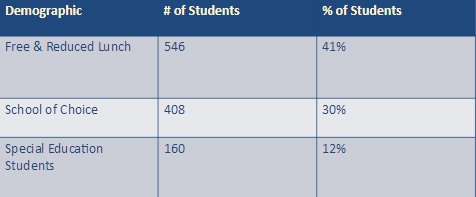 Demographic # of Students % of Students
Free & Reduced Lunch 546 41%
School of Choice 408 30%
Special Education 160 12%
Students